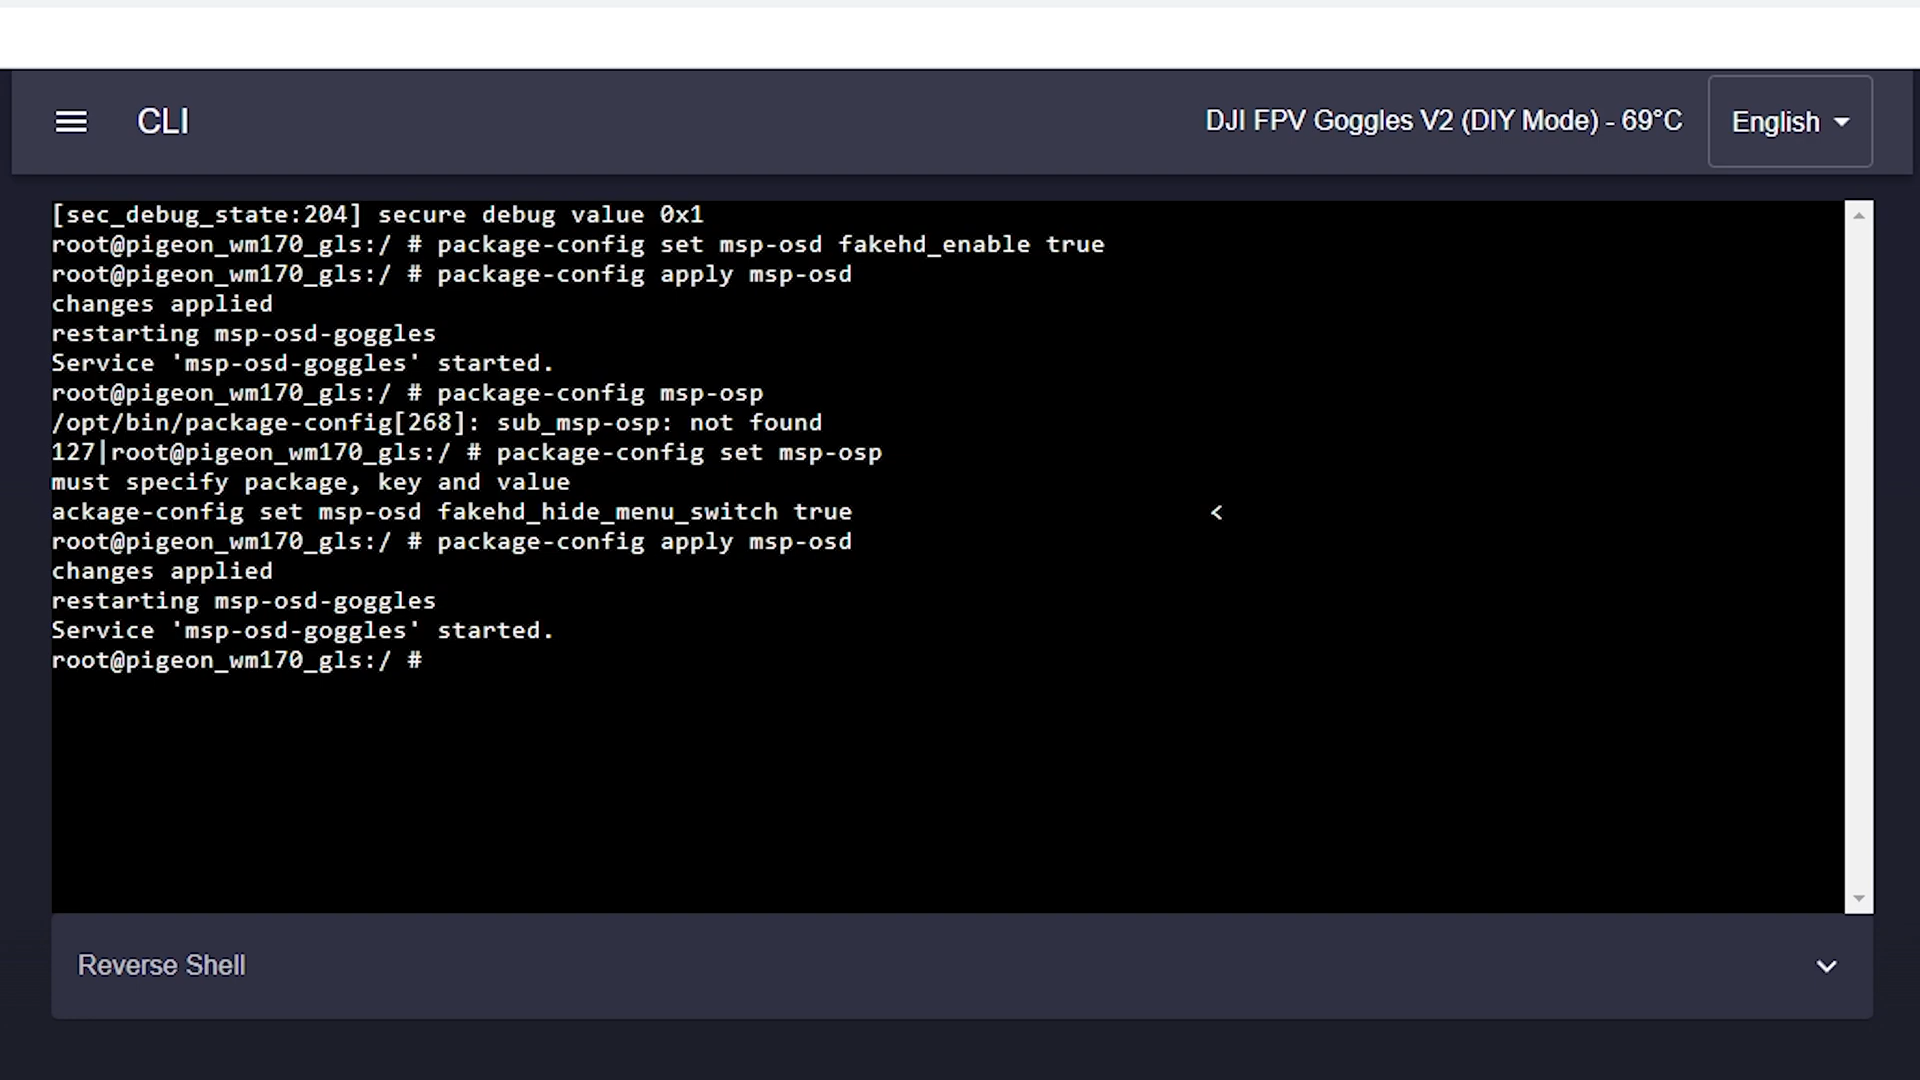 CLI
DJI FPV Goggles V2 (DIY Mode) - 69°C
English
[sec_debug_state:204] secure debug value 0x1
root@pigeon_wm170_gls:/ # package-config set msp-osd fakehd_enable true
root@pigeon_wm170_gls:/ # package-config apply msp-osd
changes applied
restarting msp-osd-goggles
Service 'msp-osd-goggles' started.
root@pigeon_wm170_gls:/ # package-config msp-osp
/opt/bin/package-config[268]: sub_msp-osp: not found
127|root@pigeon_wm170_gls:/ # package-config set msp-osp
must specify package, key and value
ackage-config set msp-osd fakehd_hide_menu_switch true <
root@pigeon_wm170_gls:/ # package-config apply msp-osd
changes applied
restarting msp-osd-goggles
Service 'msp-osd-goggles' started.
root@pigeon_wm170_gls:/ #
Reverse Shell